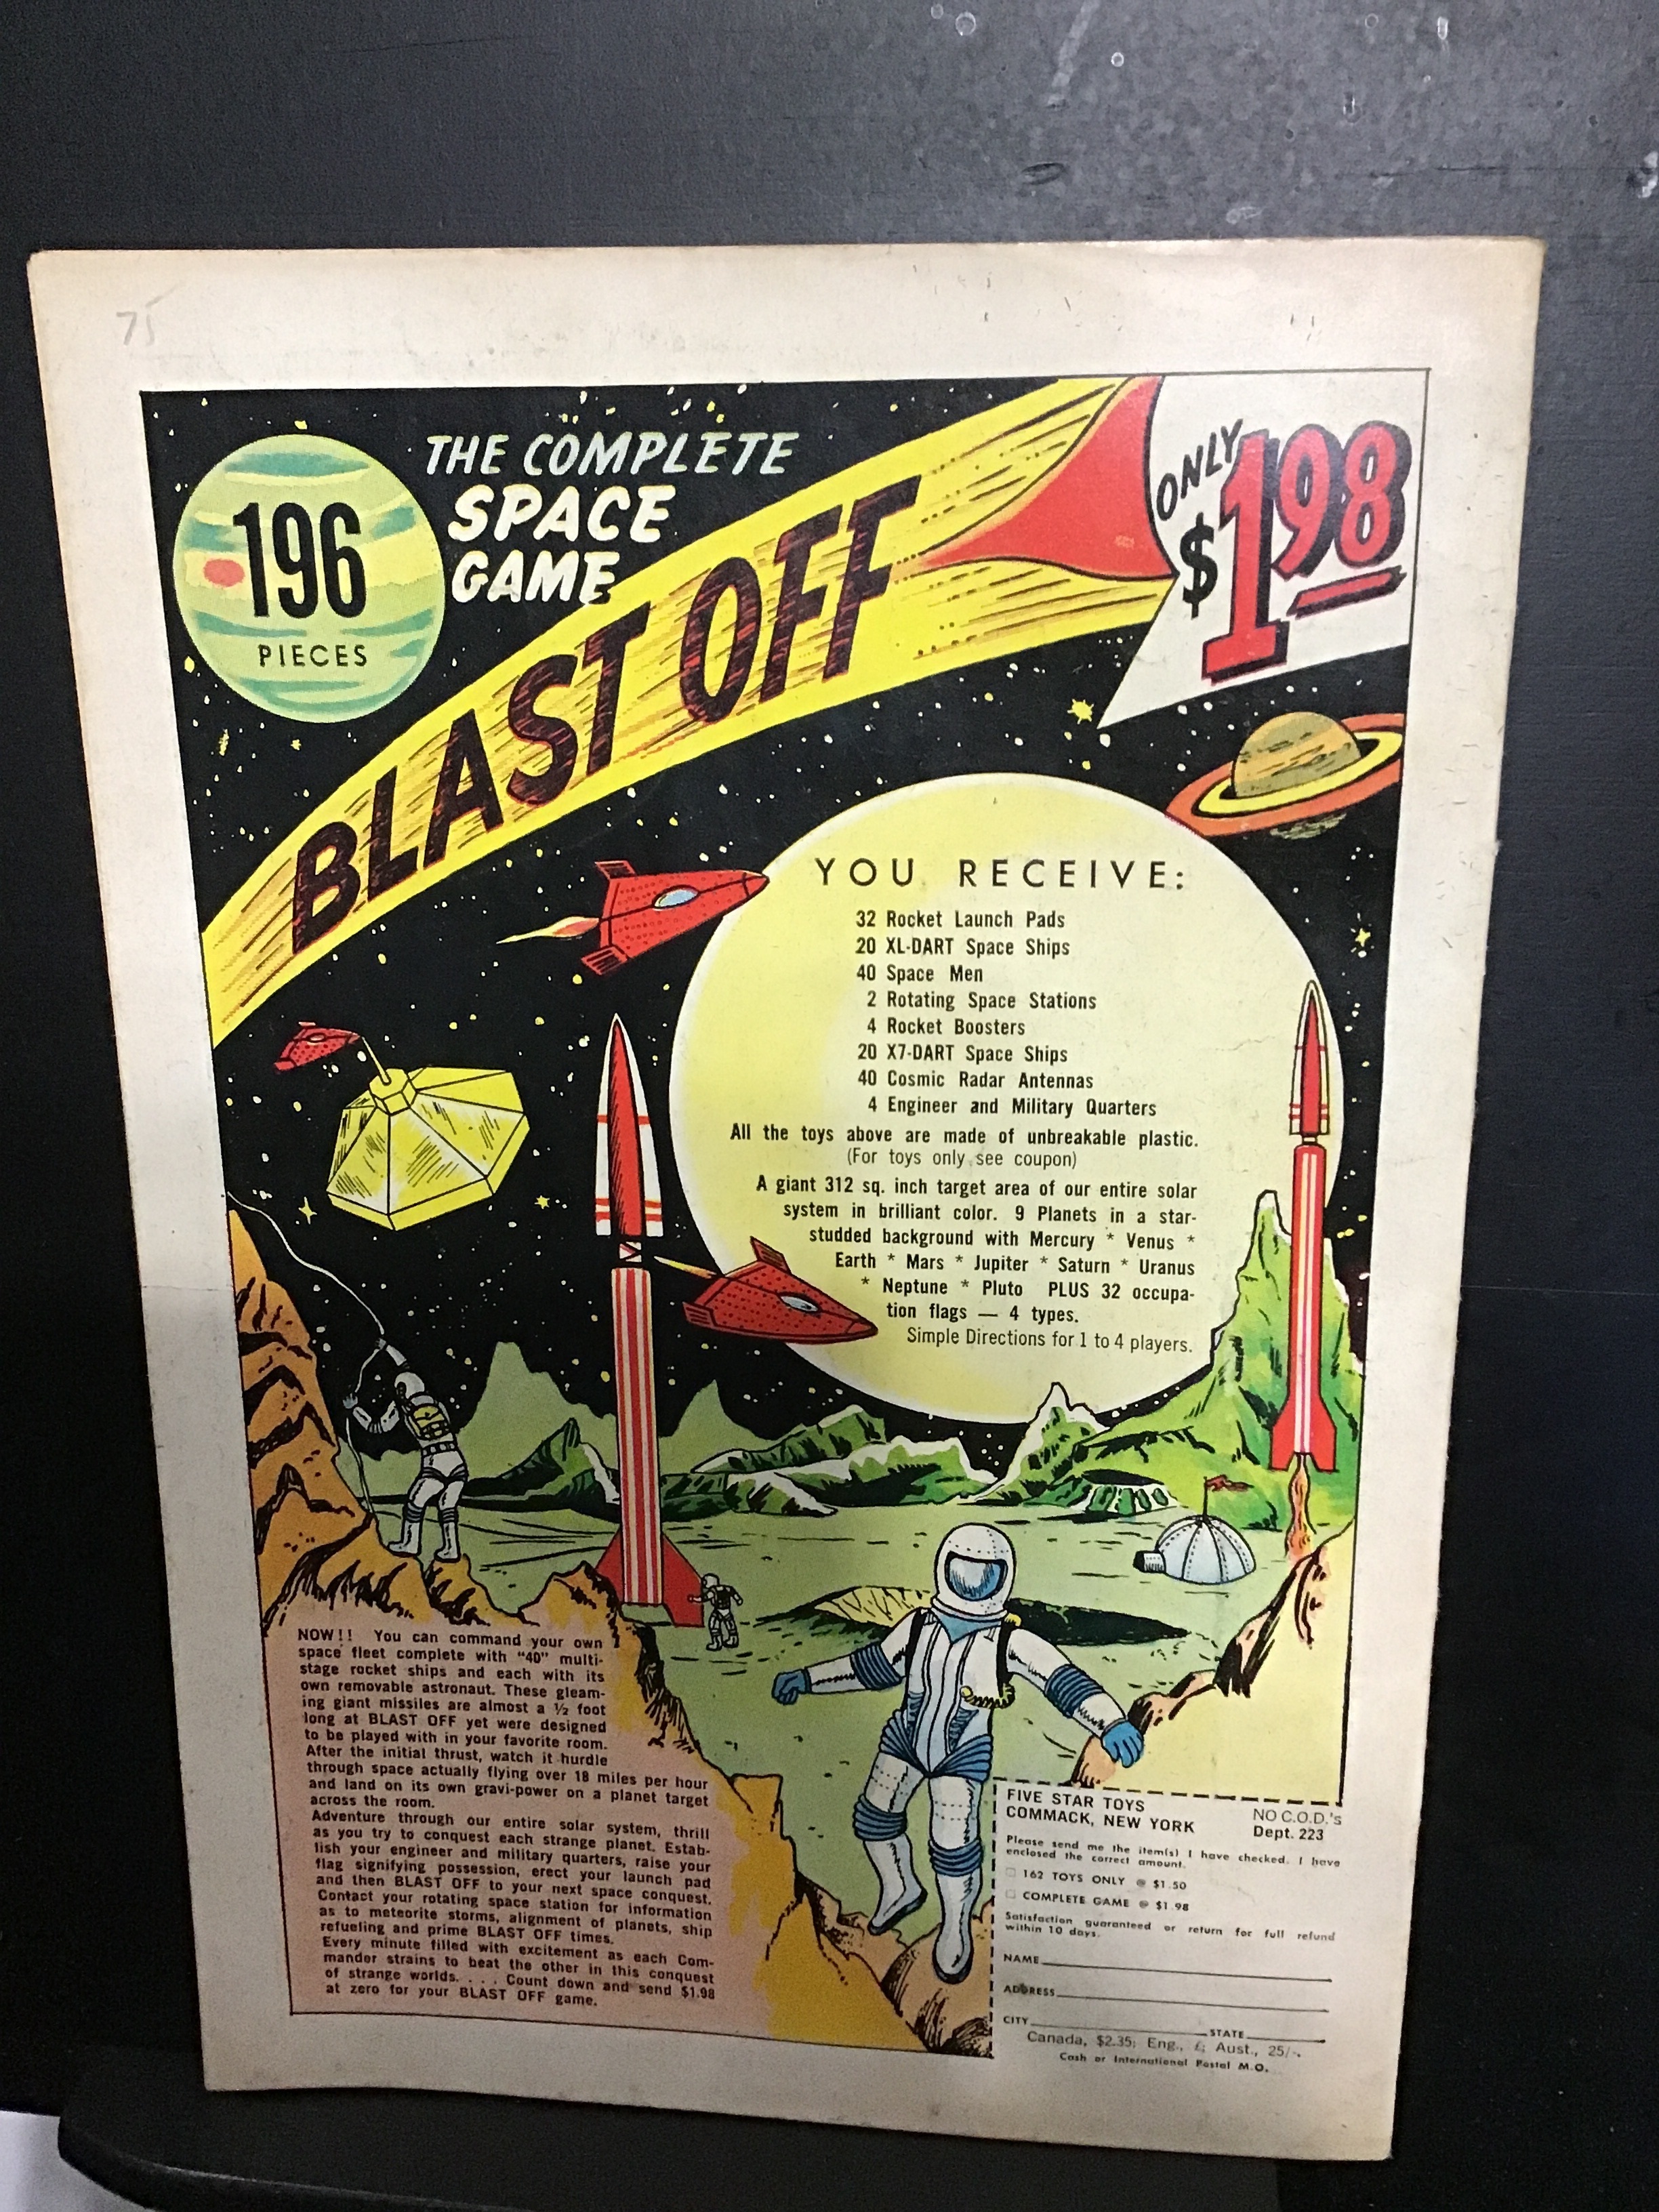 75
THE COMPLETE
SPACE
GAME
196
PIECES
BLAST OFF
ONLY
$1.98
YOU RECEIVE:
32 Rocket Launch Pads
20 XL-DART Space Ships
40 Space Men
2 Rotating Space Stations
4 Rocket Boosters
20 X7-DART Space Ships
40 Cosmic Radar Antennas
4 Engineer and Military Quarters
All the toys above are made of unbreakable plastic.
(For toys only see coupon)
A giant 312 sq. inch target area of our entire solar
system in brilliant color. 9 Planets in a star-
studded background with Mercury * Venus *
Earth * Mars * Jupiter * Saturn * Uranus
* Neptune * Pluto PLUS 32 occupa-
tion flags — 4 types.
Simple Directions for 1 to 4 players.
NOW!! You can command your own
space fleet complete with "40" multi-
stage rocket ships and each with its
own removable astronaut. These gleam-
ing giant missiles are almost a ½ foot
long at BLAST OFF yet were designed
to be played with in your favorite room.
After the initial thrust, watch it hurdle
through space actually flying over 18 miles per hour
and land on its own gravi-power on a planet target
across the room.
Adventure through our entire solar system, thrill
as you try to conquest each strange planet. Estab-
lish your engineer and military quarters, raise your
flag signifying possession, erect your launch pad
and then BLAST OFF to your next space conquest.
Contact your rotating space station for information
as to meteorite storms, alignment of planets, ship
refueling and prime BLAST OFF times.
Every minute filled with excitement as each Com-
mander strains to beat the other in this conquest
of strange worlds. . . . Count down and send $1.98
at zero for your BLAST OFF game.
FIVE STAR TOYS
COMMACK, NEW YORK
NO C.O.D.'s
Dept. 223
Please send me the item(s) I have checked. I have
enclosed the correct amount.
☐ 162 TOYS ONLY @ $1.50
☐ COMPLETE GAME @ $1.98
Satisfaction guaranteed or return for full refund
within 10 days.
NAME
ADDRESS
CITY STATE
Canada, $2.35; Eng., £; Aust., 25/-.
Cash or International Postal M.O.